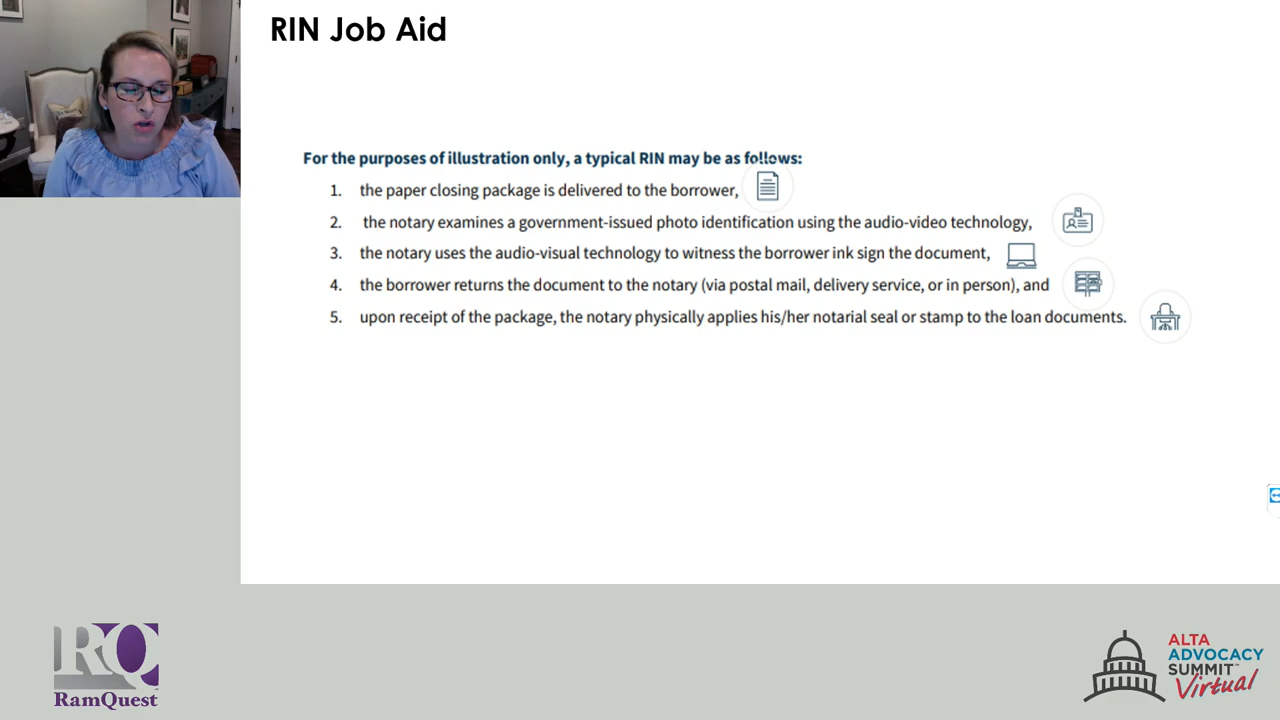 RIN Job Aid
For the purposes of illustration only, a typical RIN may be as follows:
1. the paper closing package is delivered to the borrower,
2. the notary examines a government-issued photo identification using the audio-video technology,
3. the notary uses the audio-visual technology to witness the borrower ink sign the document,
4. the borrower returns the document to the notary (via postal mail, delivery service, or in person), and
5. upon receipt of the package, the notary physically applies his/her notarial seal or stamp to the loan documents.
RQ
RamQuest
ALTA
ADVOCACY
SUMMIT™
Virtual